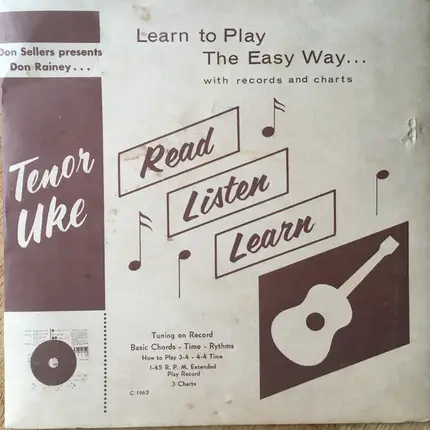 Don Sellers presents
Don Rainey...
Learn to Play
The Easy Way...
with records and charts
Tenor
Uke
Read
Listen
Learn
Tuning on Record
Basic Chords - Time - Rythms
How to Play 3-4 - 4-4 Time
1-45 R. P. M. Extended
Play Record
3 Charts
C 1962